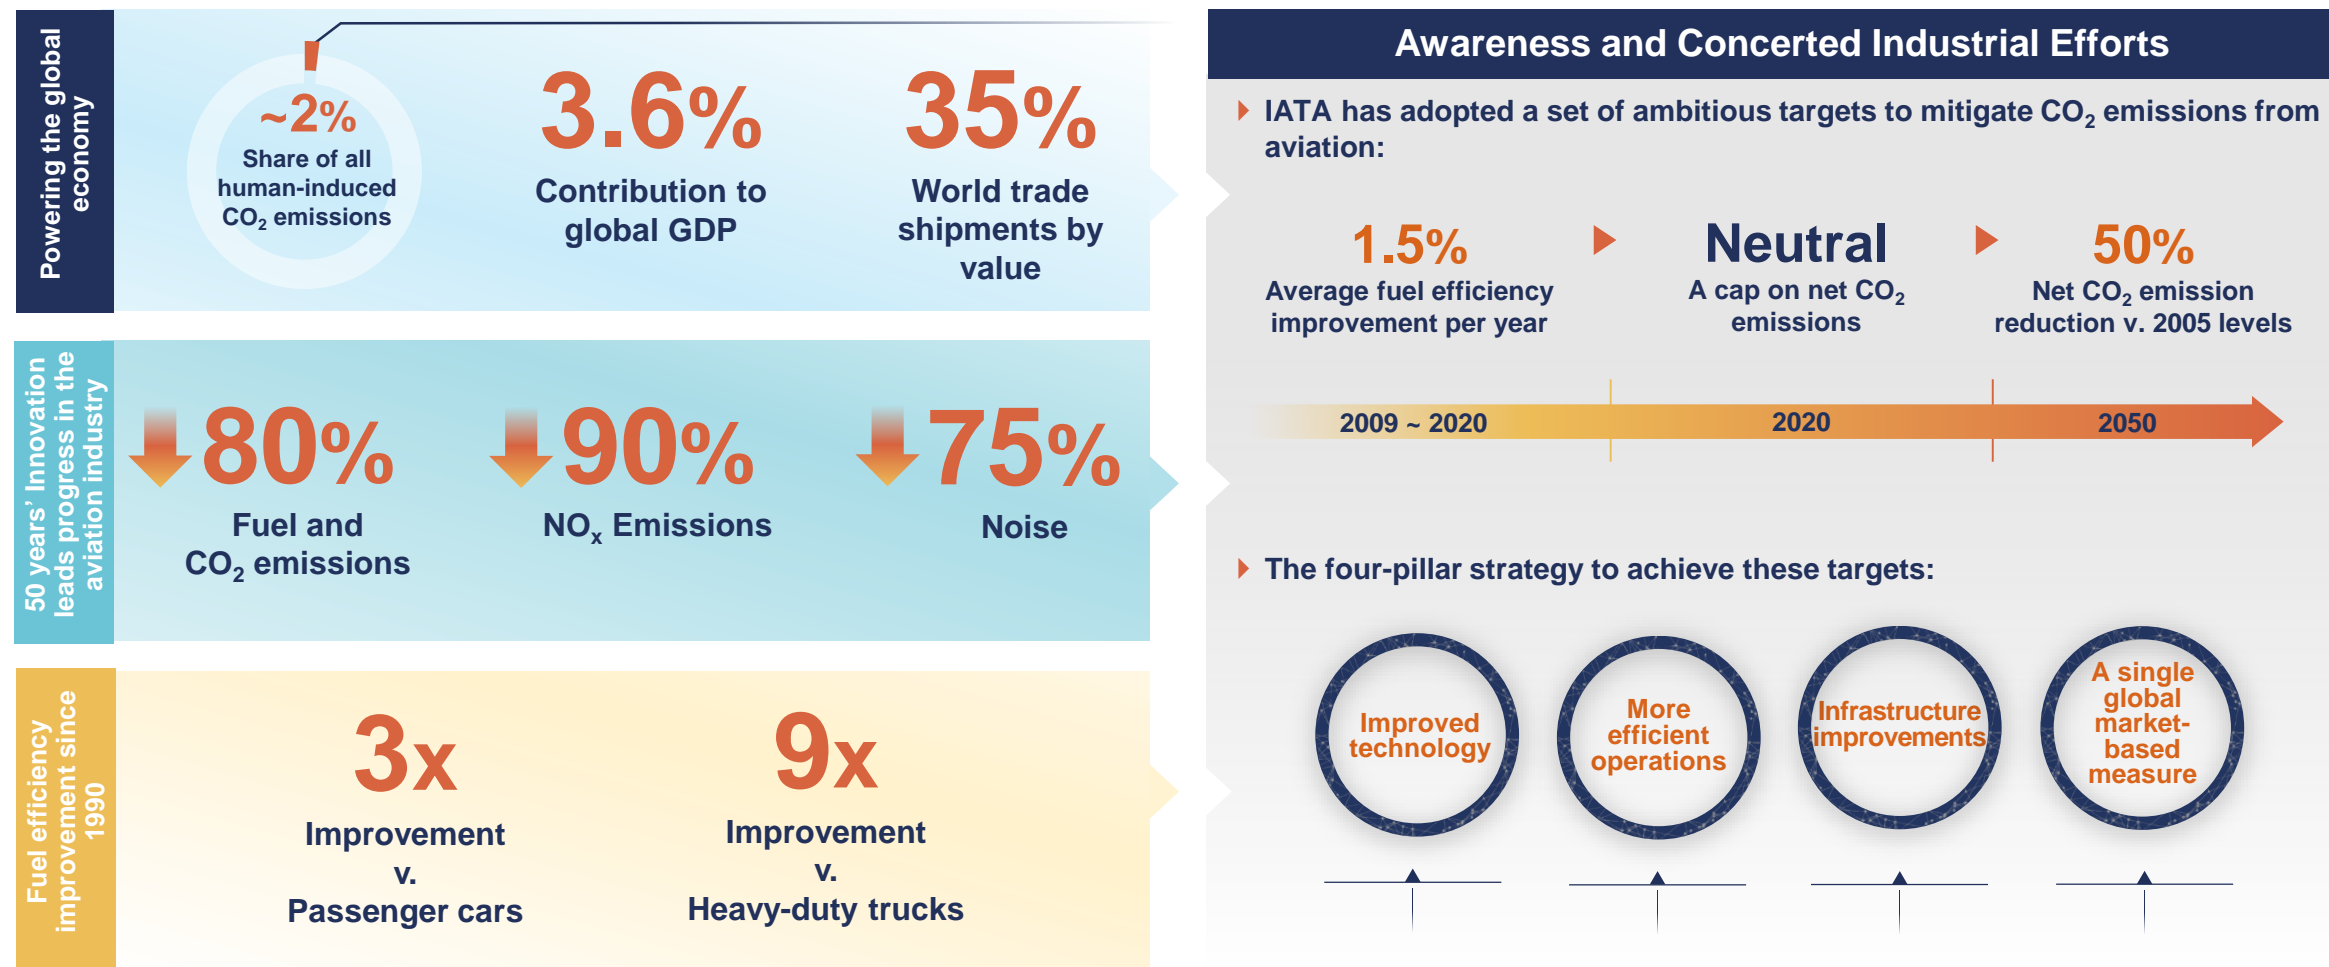 Powering the global
economy
~2%
Share of all
human-induced
CO₂ emissions
3.6%
Contribution to
global GDP
35%
World trade
shipments by
value
50 years’ Innovation
leads progress in the
aviation industry
80%
Fuel and
CO₂ emissions
90%
NOₓ Emissions
75%
Noise
Fuel efficiency
improvement since
1990
3x
Improvement
v.
Passenger cars
9x
Improvement
v.
Heavy-duty trucks
Awareness and Concerted Industrial Efforts
IATA has adopted a set of ambitious targets to mitigate CO₂ emissions from
aviation:
1.5%
Average fuel efficiency
improvement per year
Neutral
A cap on net CO₂
emissions
50%
Net CO₂ emission
reduction v. 2005 levels
2009 ~ 2020
2020
2050
The four-pillar strategy to achieve these targets:
Improved
technology
More
efficient
operations
Infrastructure
improvements
A single
global
market-
based
measure